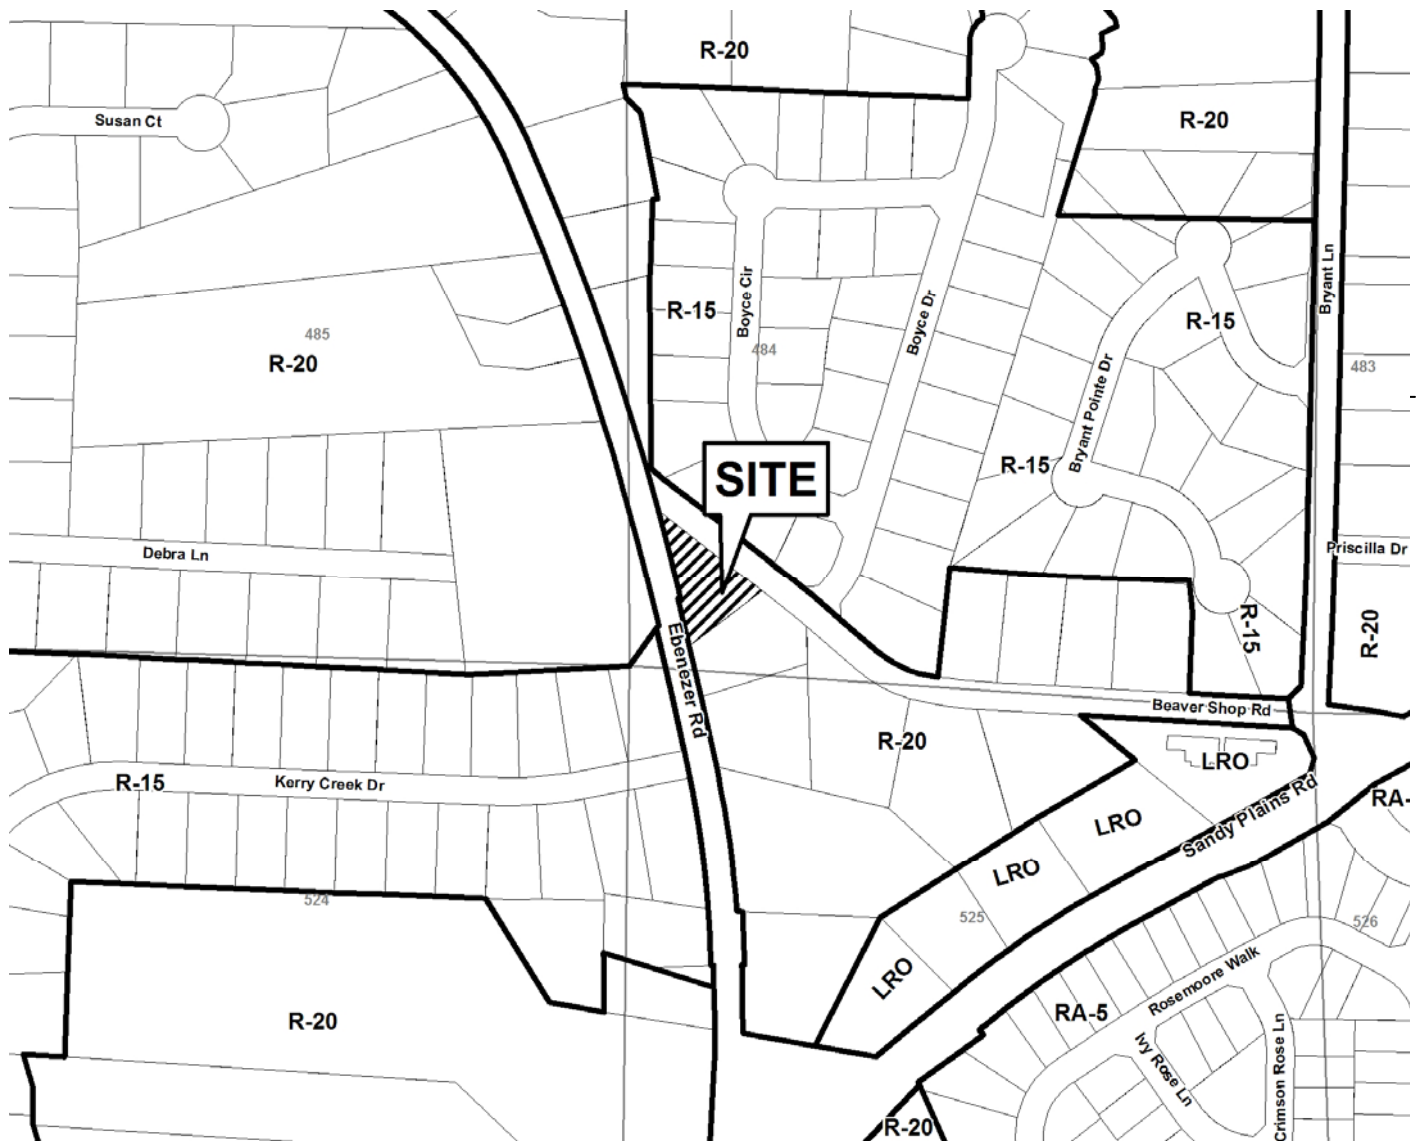 R-20
R-20
Susan Ct
Bryant Ln
Boyce Cir
R-15
Boyce Dr
R-15
485
R-20
484
483
Bryant Pointe Dr
R-15
SITE
Debra Ln
Priscilla Dr
R-15
R-20
Ebenezer Rd
Beaver Shop Rd
R-20
LRO
R-15
Kerry Creek Dr
RA-
LRO
Sandy Plains Rd
LRO
524
525
526
LRO
Rosemoore Walk
R-20
RA-5
Ivy Rose Ln
Crimson Rose Ln
R-20